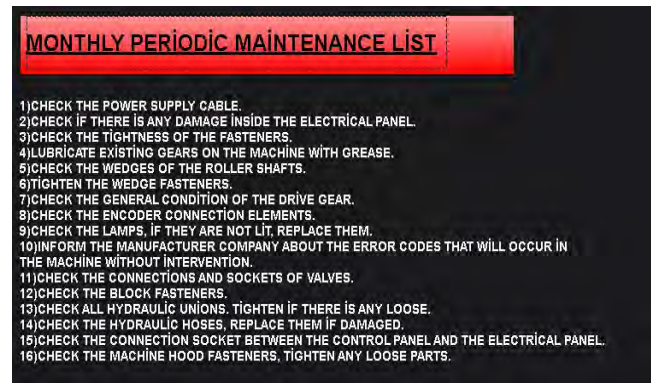 MONTHLY PERİODİC MAİNTENANCE LİST
1)CHECK THE POWER SUPPLY CABLE.
2)CHECK İF THERE İS ANY DAMAGE İNSİDE THE ELECTRİCAL PANEL.
3)CHECK THE TİGHTNESS OF THE FASTENERS.
4)LUBRİCATE EXİSTİNG GEARS ON THE MACHİNE WİTH GREASE.
5)CHECK THE WEDGES OF THE ROLLER SHAFTS.
6)TİGHTEN THE WEDGE FASTENERS.
7)CHECK THE GENERAL CONDİTİON OF THE DRİVE GEAR.
8)CHECK THE ENCODER CONNECTİON ELEMENTS.
9)CHECK THE LAMPS, İF THEY ARE NOT LİT, REPLACE THEM.
10)INFORM THE MANUFACTURER COMPANY ABOUT THE ERROR CODES THAT WİLL OCCUR İN
THE MACHİNE WİTHOUT İNTERVENTİON.
11)CHECK THE CONNECTİONS AND SOCKETS OF VALVES.
12)CHECK THE BLOCK FASTENERS.
13)CHECK ALL HYDRAULİC UNİONS. TİGHTEN İF THERE İS ANY LOOSE.
14)CHECK THE HYDRAULİC HOSES, REPLACE THEM İF DAMAGED.
15)CHECK THE CONNECTİON SOCKET BETWEEN THE CONTROL PANEL AND THE ELECTRİCAL PANEL.
16)CHECK THE MACHİNE HOOD FASTENERS, TİGHTEN ANY LOOSE PARTS.